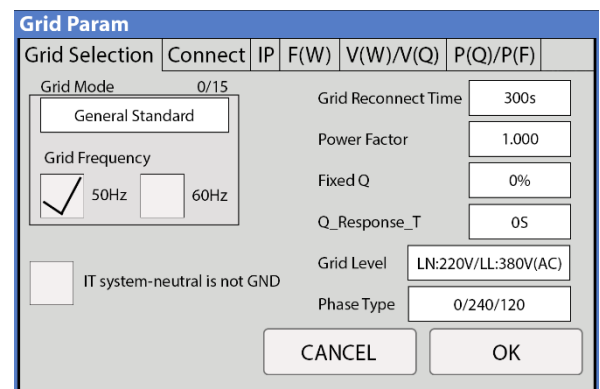 Grid Param
Grid Selection Connect IP F(W) V(W)/V(Q) P(Q)/P(F)
Grid Mode 0/15
General Standard
Grid Frequency
50Hz 60Hz
IT system-neutral is not GND
Grid Reconnect Time 300s
Power Factor 1.000
Fixed Q 0%
Q_Response_T 0S
Grid Level LN:220V/LL:380V(AC)
Phase Type 0/240/120
CANCEL OK